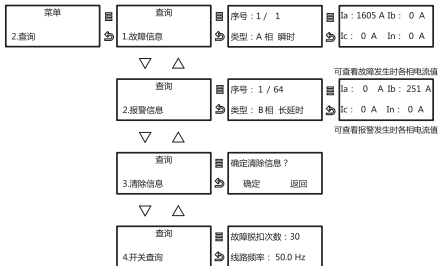 菜单
2.查询
查询
1.故障信息
序号：1 /   1
类型：A 相  瞬时
Ia：1605 A Ib：  0   A
Ic：  0   A   In：  0   A
可查看故障发生时各相电流值
查询
2.报警信息
序号： 1 / 64
类型： B 相  长延时
Ia：  0   A  Ib：251  A
Ic：  0   A   In：  0   A
可查看报警发生时各相电流值
查询
3.清除信息
确定清除信息？
确定        返回
查询
4.开关查询
故障脱扣次数：30
线路频率： 50.0 Hz